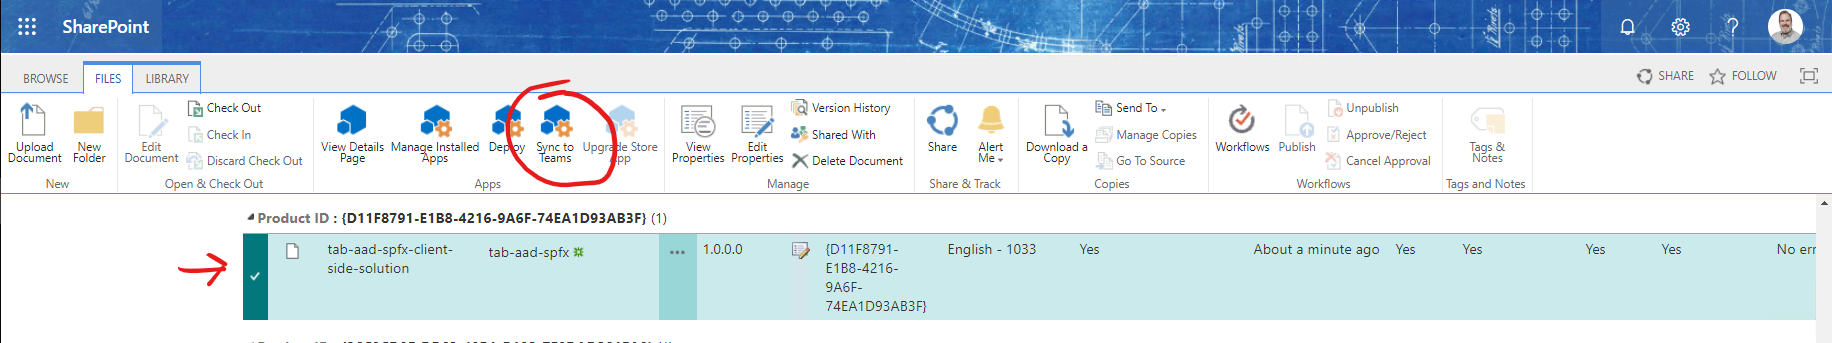 SharePoint
BROWSE FILES LIBRARY
SHARE FOLLOW
Upload Document
New Folder
New
Edit Document
Check Out
Check In
Discard Check Out
Open & Check Out
View Details Page
Manage Installed Apps
Deploy
Sync to Teams
Upgrade Store App
Apps
View Properties
Edit Properties
Version History
Shared With
Delete Document
Manage
Share
Alert Me
Share & Track
Download a Copy
Send To
Manage Copies
Go To Source
Copies
Workflows
Publish
Unpublish
Approve/Reject
Cancel Approval
Workflows
Tags & Notes
Tags and Notes
Product ID : {D11F8791-E1B8-4216-9A6F-74EA1D93AB3F} (1)
tab-aad-spfx-client-side-solution
tab-aad-spfx
...
1.0.0.0
{D11F8791-E1B8-4216-9A6F-74EA1D93AB3F}
English - 1033
Yes
About a minute ago
Yes
Yes
Yes
Yes
No err